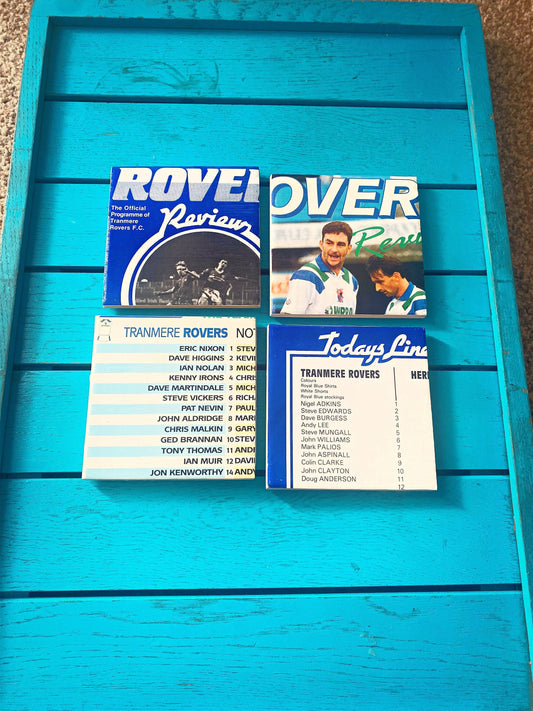 ROVE
The Official
Programme of
Tranmere
Rovers F.C.
Review
OVER
TRANMERE ROVERS NO
ERIC NIXON 1 STEV
DAVE HIGGINS 2 KEVI
IAN NOLAN 3 MICH
KENNY IRONS 4 CHRI
DAVE MARTINDALE 5 MICH
STEVE VICKERS 6 RICH
PAT NEVIN 7 PAUL
JOHN ALDRIDGE 8 MARI
CHRIS MALKIN 9 GARY
GED BRANNAN 10 STEV
TONY THOMAS 11 ANDI
IAN MUIR 12 DAVI
JON KENWORTHY 14 ANDY
Todays Line
TRANMERE ROVERS HER
Colours
Royal Blue Shirts
White Shorts
Royal Blue stockings
Nigel ADKINS 1
Steve EDWARDS 2
Dave BURGESS 3
Andy LEE 4
Steve MUNGALL 5
John WILLIAMS 6
Mark PALIOS 7
John ASPINALL 8
Colin CLARKE 9
John CLAYTON 10
Doug ANDERSON 11
12